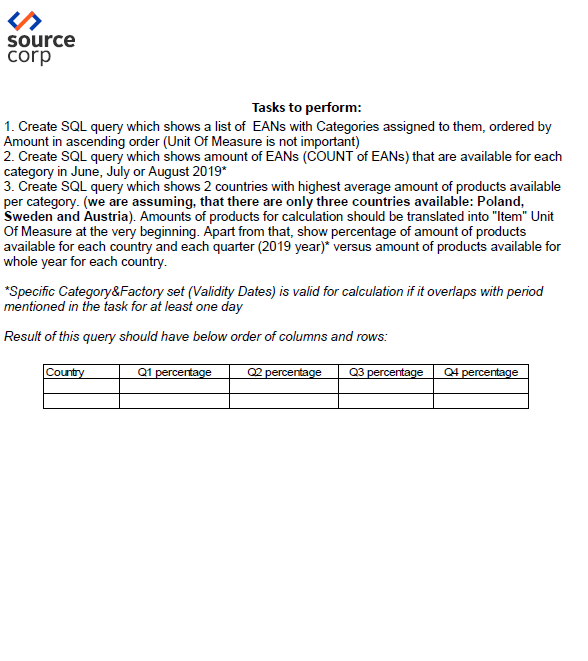 source
corp
Tasks to perform:
1. Create SQL query which shows a list of EANs with Categories assigned to them, ordered by
Amount in ascending order (Unit Of Measure is not important)
2. Create SQL query which shows amount of EANs (COUNT of EANs) that are available for each
category in June, July or August 2019*
3. Create SQL query which shows 2 countries with highest average amount of products available
per category. (we are assuming, that there are only three countries available: Poland,
Sweden and Austria). Amounts of products for calculation should be translated into "Item" Unit
Of Measure at the very beginning. Apart from that, show percentage of amount of products
available for each country and each quarter (2019 year)* versus amount of products available for
whole year for each country.
*Specific Category&Factory set (Validity Dates) is valid for calculation if it overlaps with period
mentioned in the task for at least one day
Result of this query should have below order of columns and rows:
Country Q1 percentage Q2 percentage Q3 percentage Q4 percentage